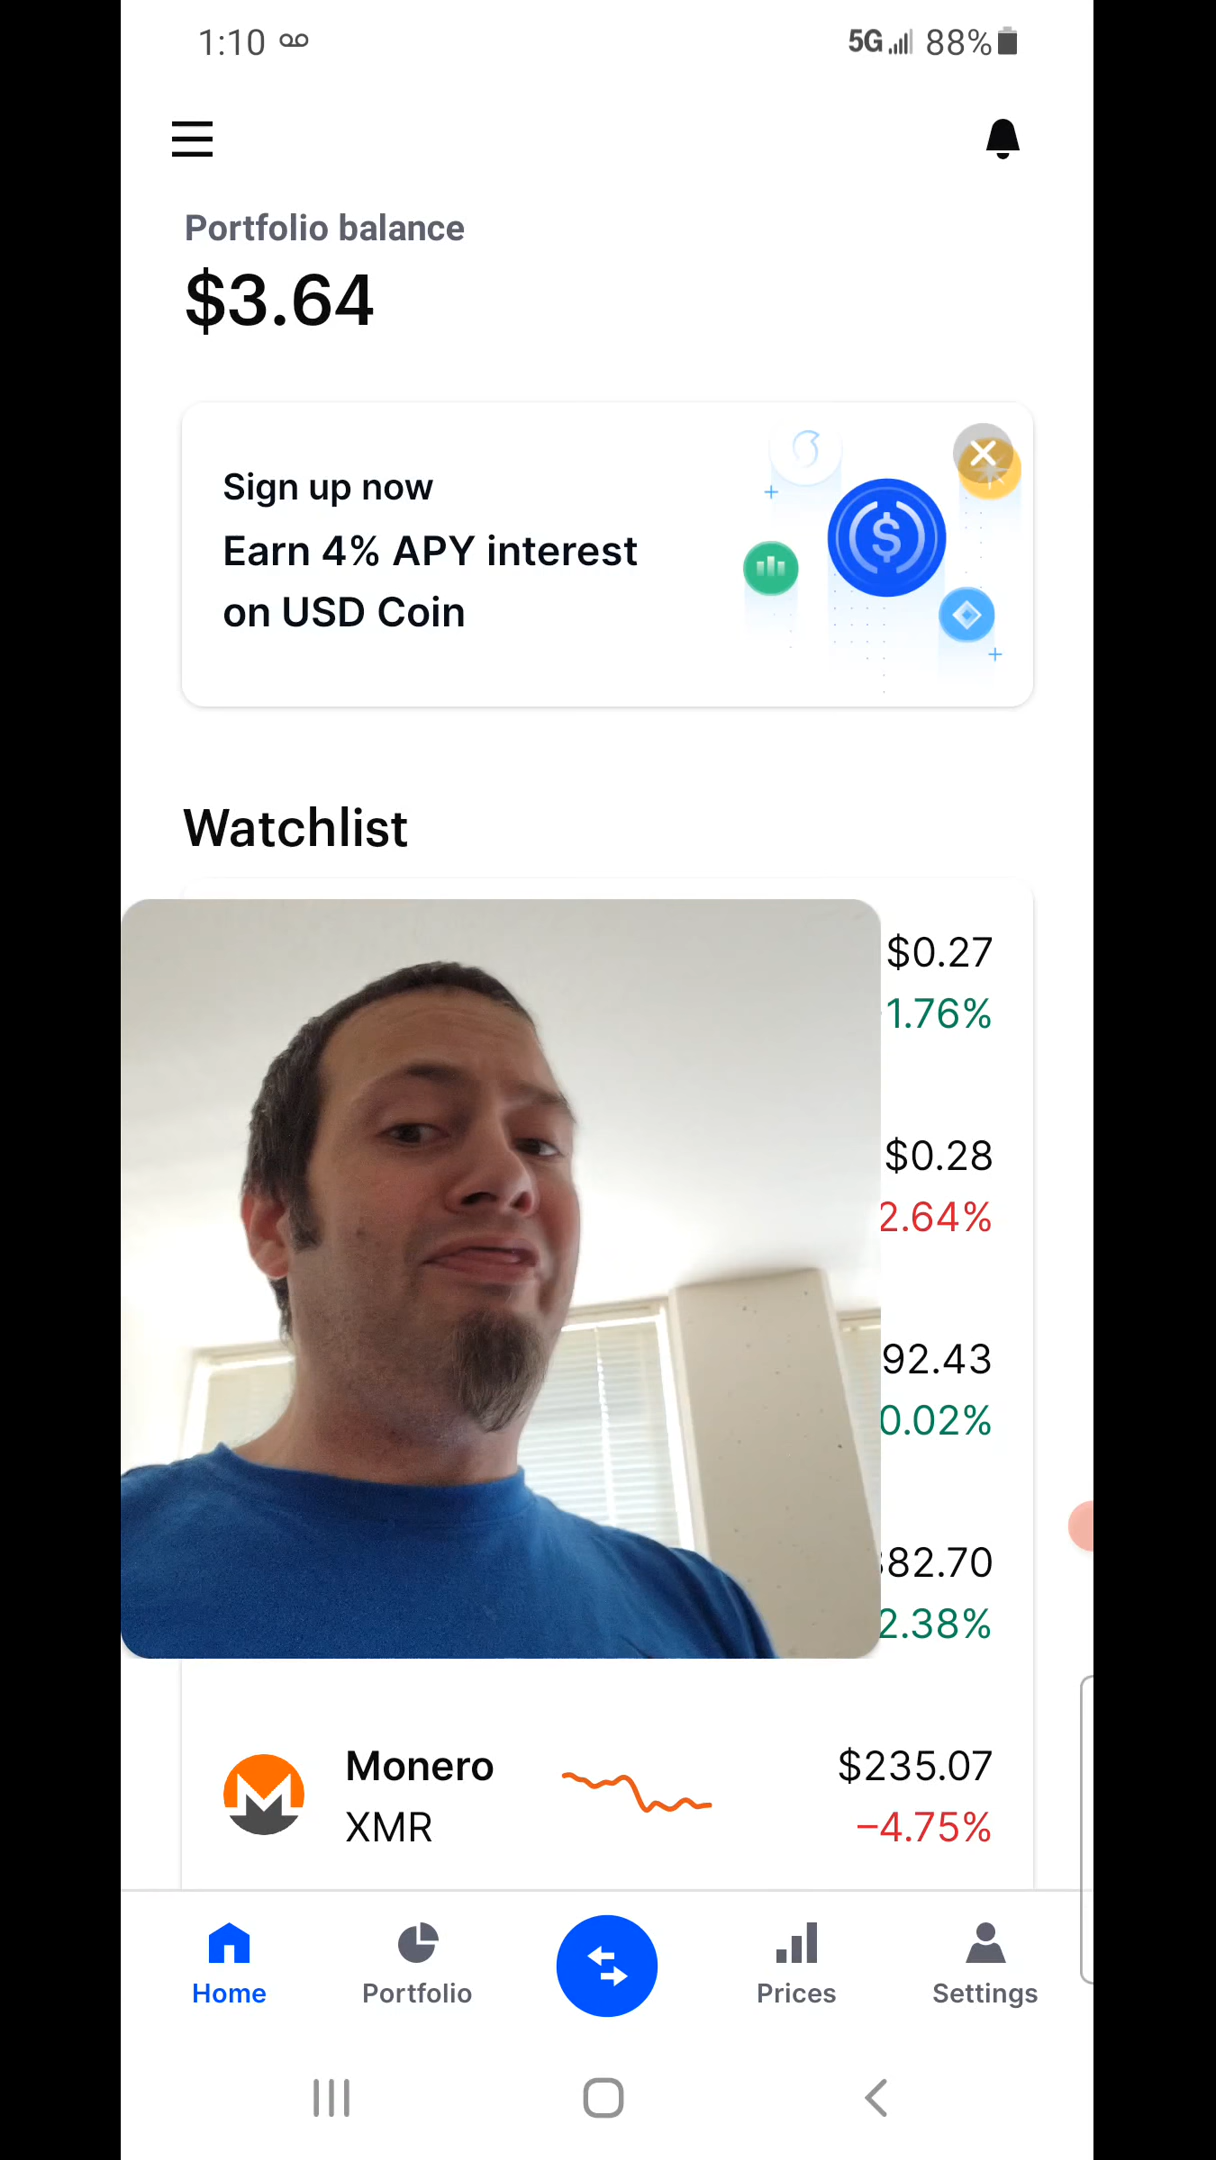 1:10
5G 88%
Portfolio balance
$3.64
Sign up now
Earn 4% APY interest
on USD Coin
Watchlist
$0.27
1.76%
$0.28
2.64%
92.43
0.02%
82.70
2.38%
Monero $235.07
XMR −4.75%
Home Portfolio Prices Settings